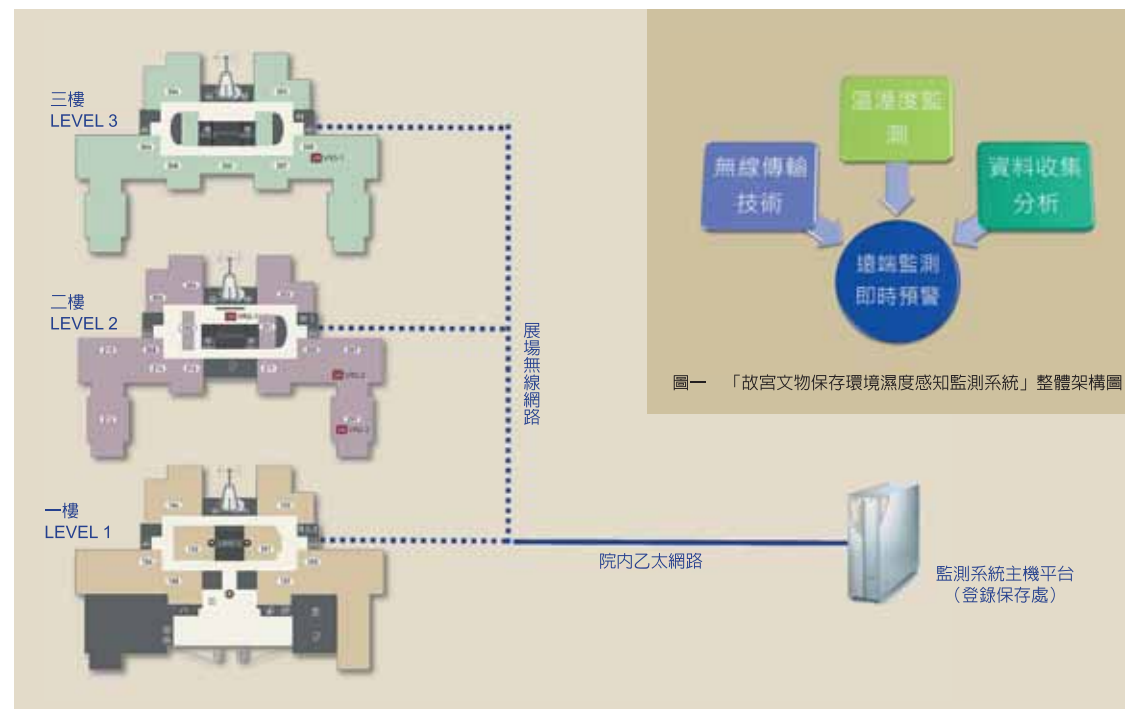 三樓
LEVEL 3
二樓
LEVEL 2
一樓
LEVEL 1
展場無線網路
院内乙太網路
監測系統主機平台
（登錄保存處）
溫溼度監
測
無線傳輸
技術
資料收集
分析
遠端監測
即時預警
圖一 「故宮文物保存環境濕度感知監測系統」整體架構圖